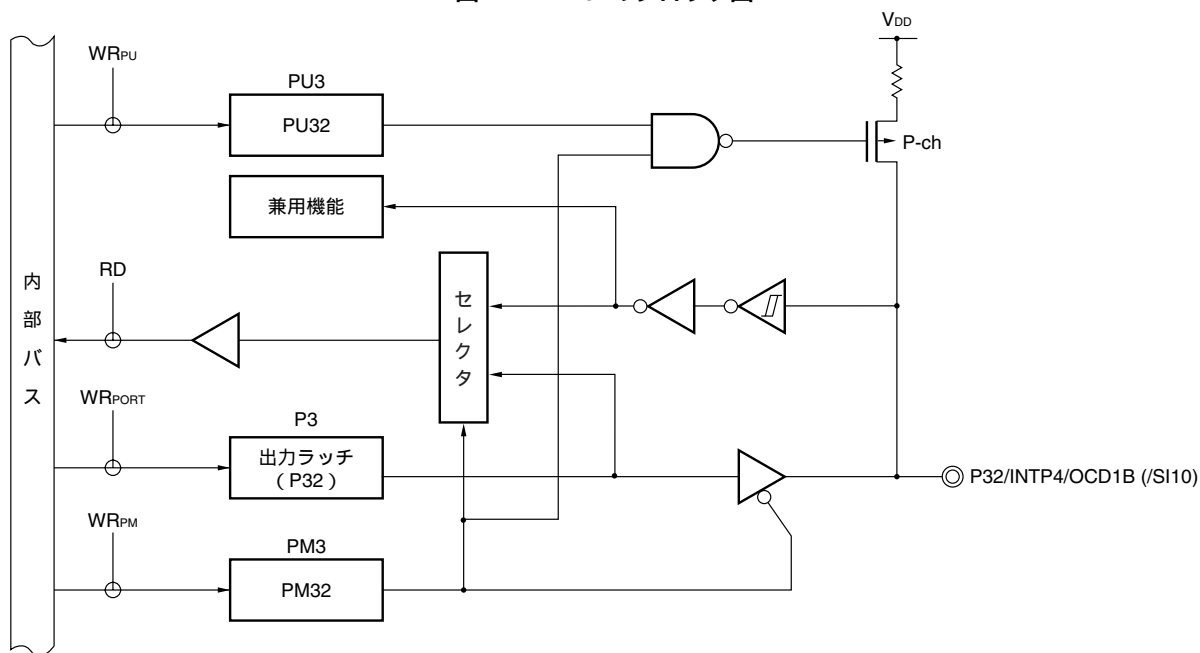 VDD
WRPU
PU3
PU32
P-ch
兼用機能
内部バス
RD
セレクタ
WRPORT
P3
出力ラッチ
（P32）
P32/INTP4/OCD1B (/SI10)
WRPM
PM3
PM32